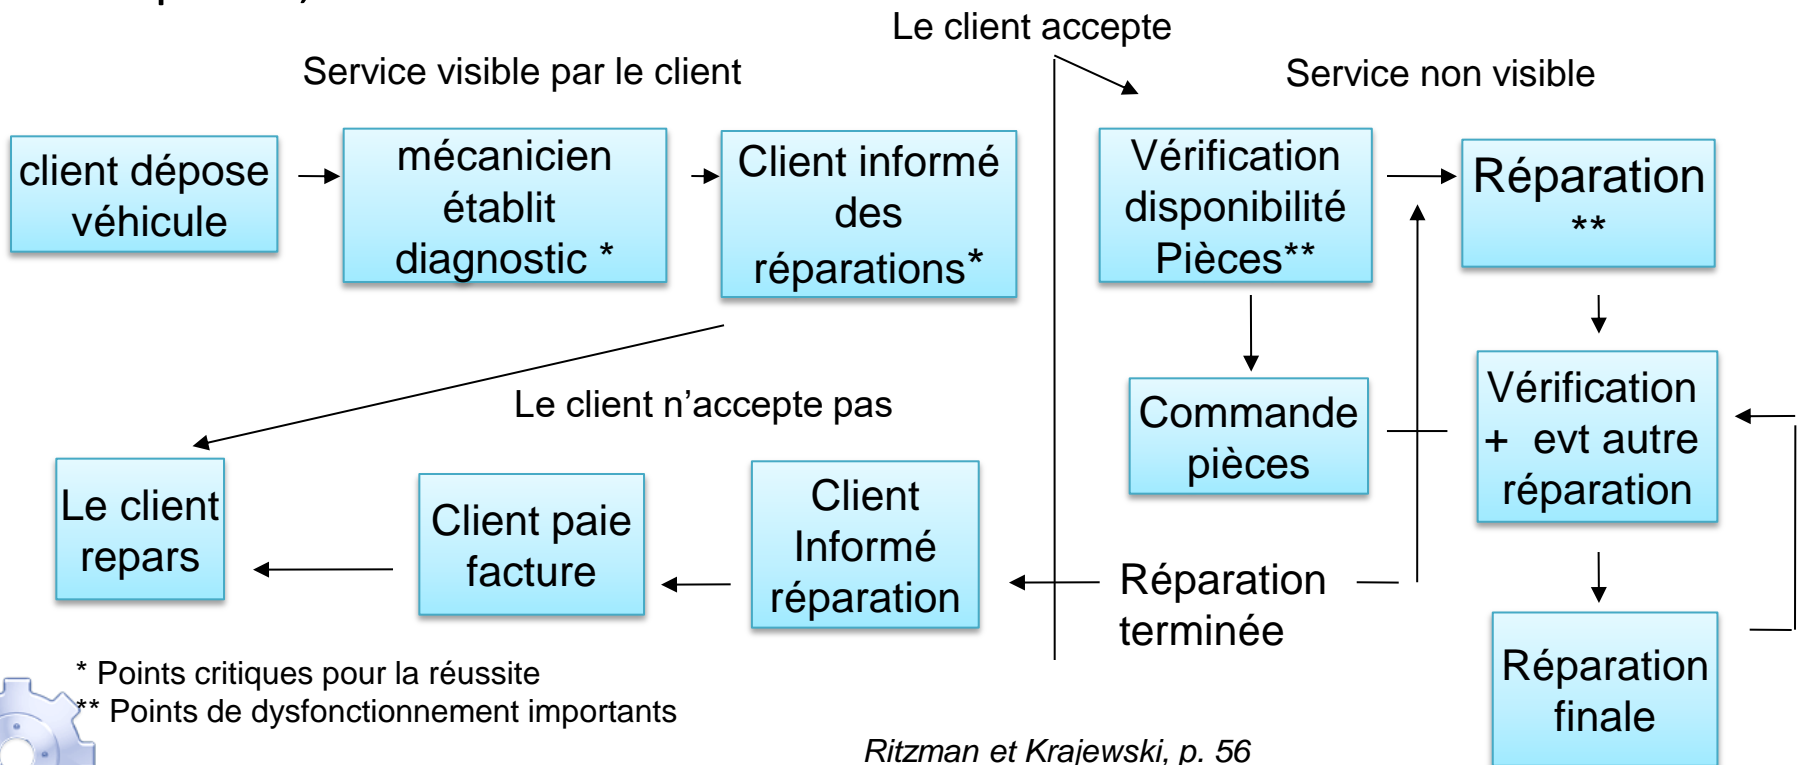 Le client accepte
Service visible par le client
Service non visible
client dépose
véhicule
mécanicien
établit
diagnostic *
Client informé
des
réparations*
Vérification
disponibilité
Pièces**
Réparation
**
Le client n’accepte pas
Commande
pièces
Vérification
+ evt autre
réparation
Le client
repars
Client paie
facture
Client
Informé
réparation
Réparation
terminée
Réparation
finale
* Points critiques pour la réussite
** Points de dysfonctionnement importants
Ritzman et Krajewski, p. 56